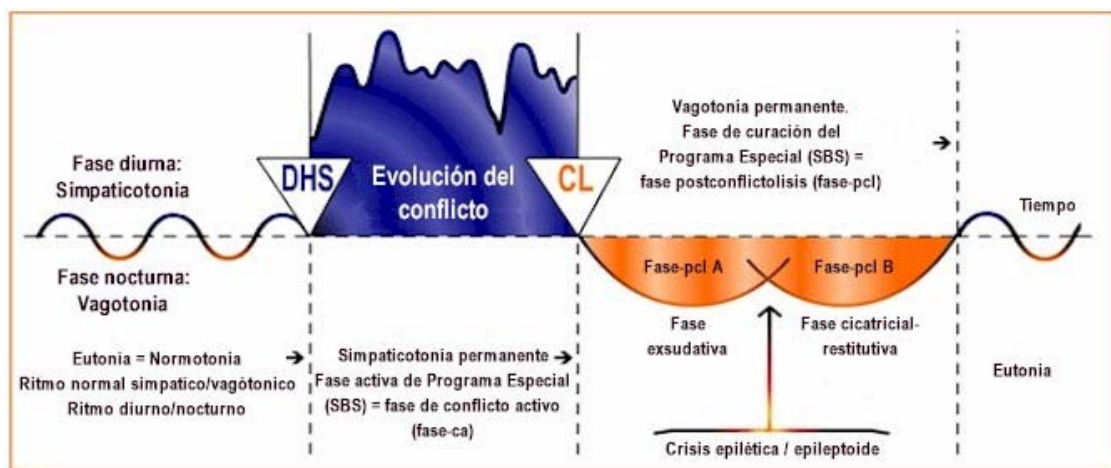 Fase diurna:
Simpaticotonia
Fase nocturna:
Vagotonia
Eutonia = Normotonia
Ritmo normal simpatico/vagótonico
Ritmo diurno/nocturno
DHS
Evolución del
conflicto
CL
Simpaticotonia permanente
Fase activa de Programa Especial
(SBS) = fase de conflicto activo
(fase-ca)
Vagotonia permanente.
Fase de curación del
Programa Especial (SBS) =
fase postconflictolisis (fase-pcl)
Fase-pcl A
Fase-pcl B
Fase
exsudativa
Fase cicatricial-
restitutiva
Crisis epilética / epileptoide
Tiempo
Eutonia